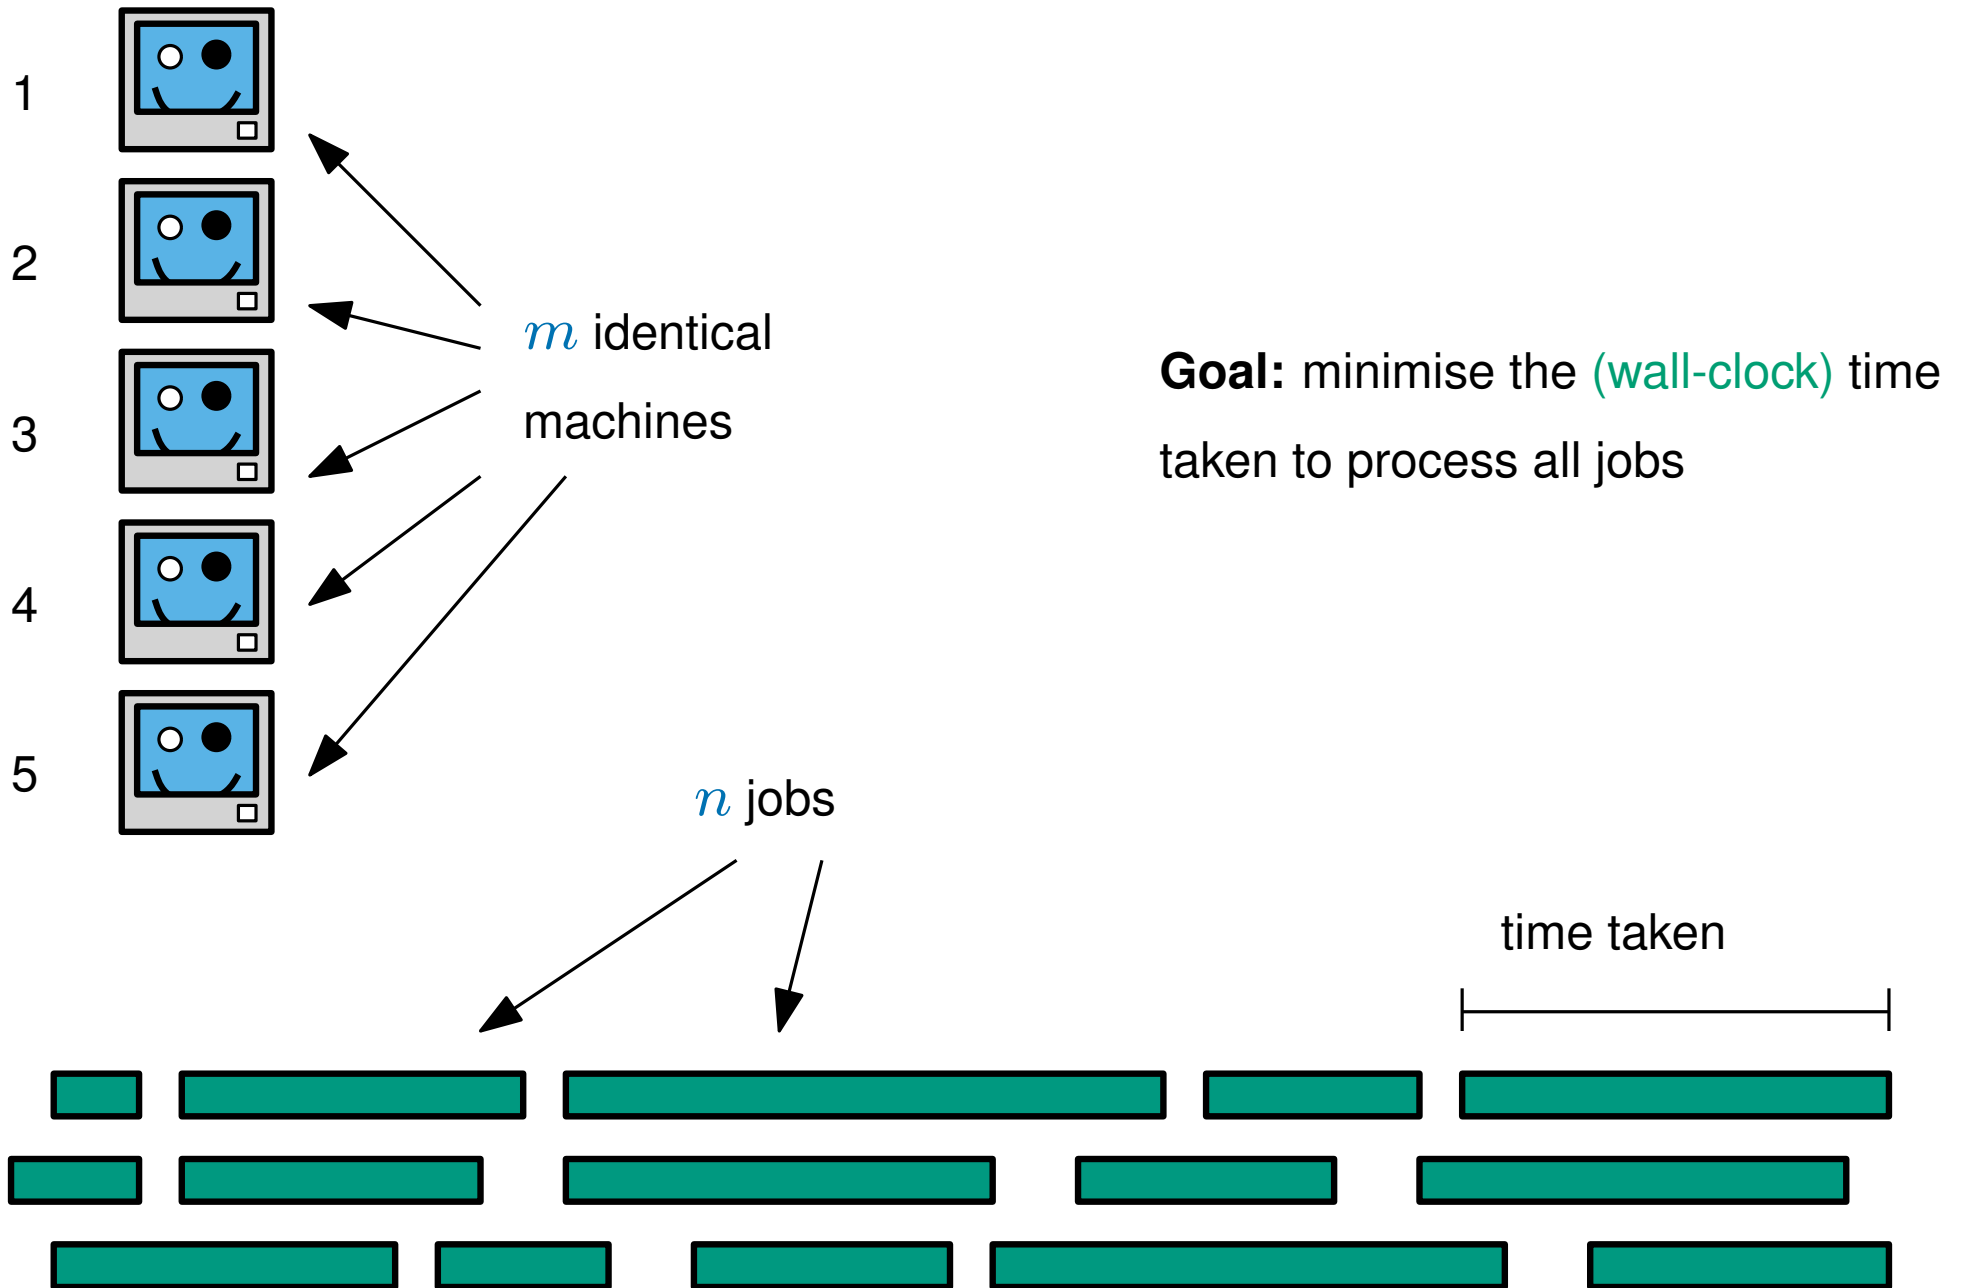 1
2
m identical
machines
Goal: minimise the (wall-clock) time
taken to process all jobs
3
4
5
n jobs
time taken